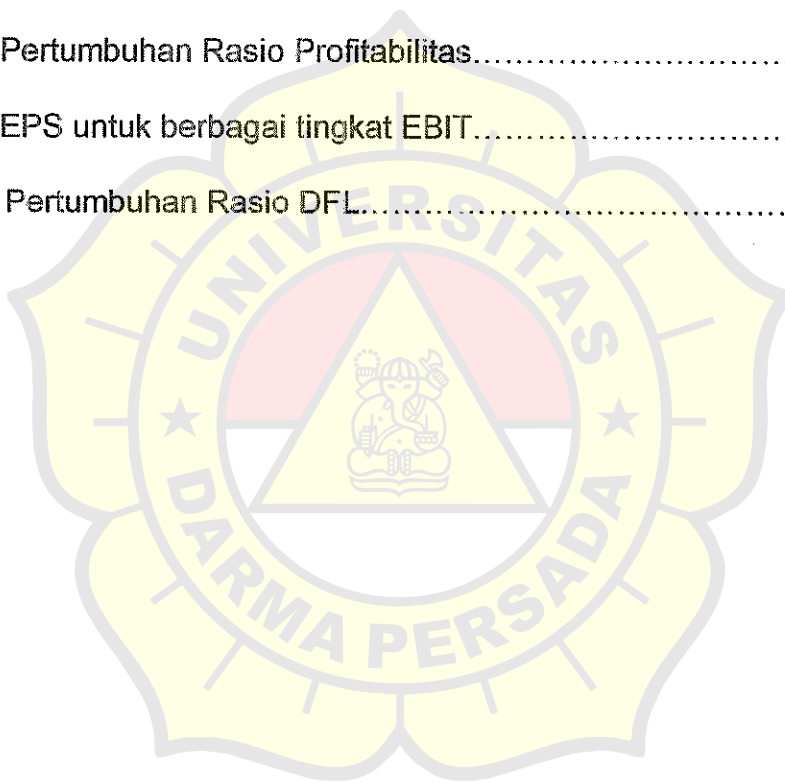 Pertumbuhan Rasio Profitabilitas..............................
EPS untuk berbagai tingkat EBIT..............................
Pertumbuhan Rasio DFL........................................
UNIVERSITAS
DARMA PERSADA